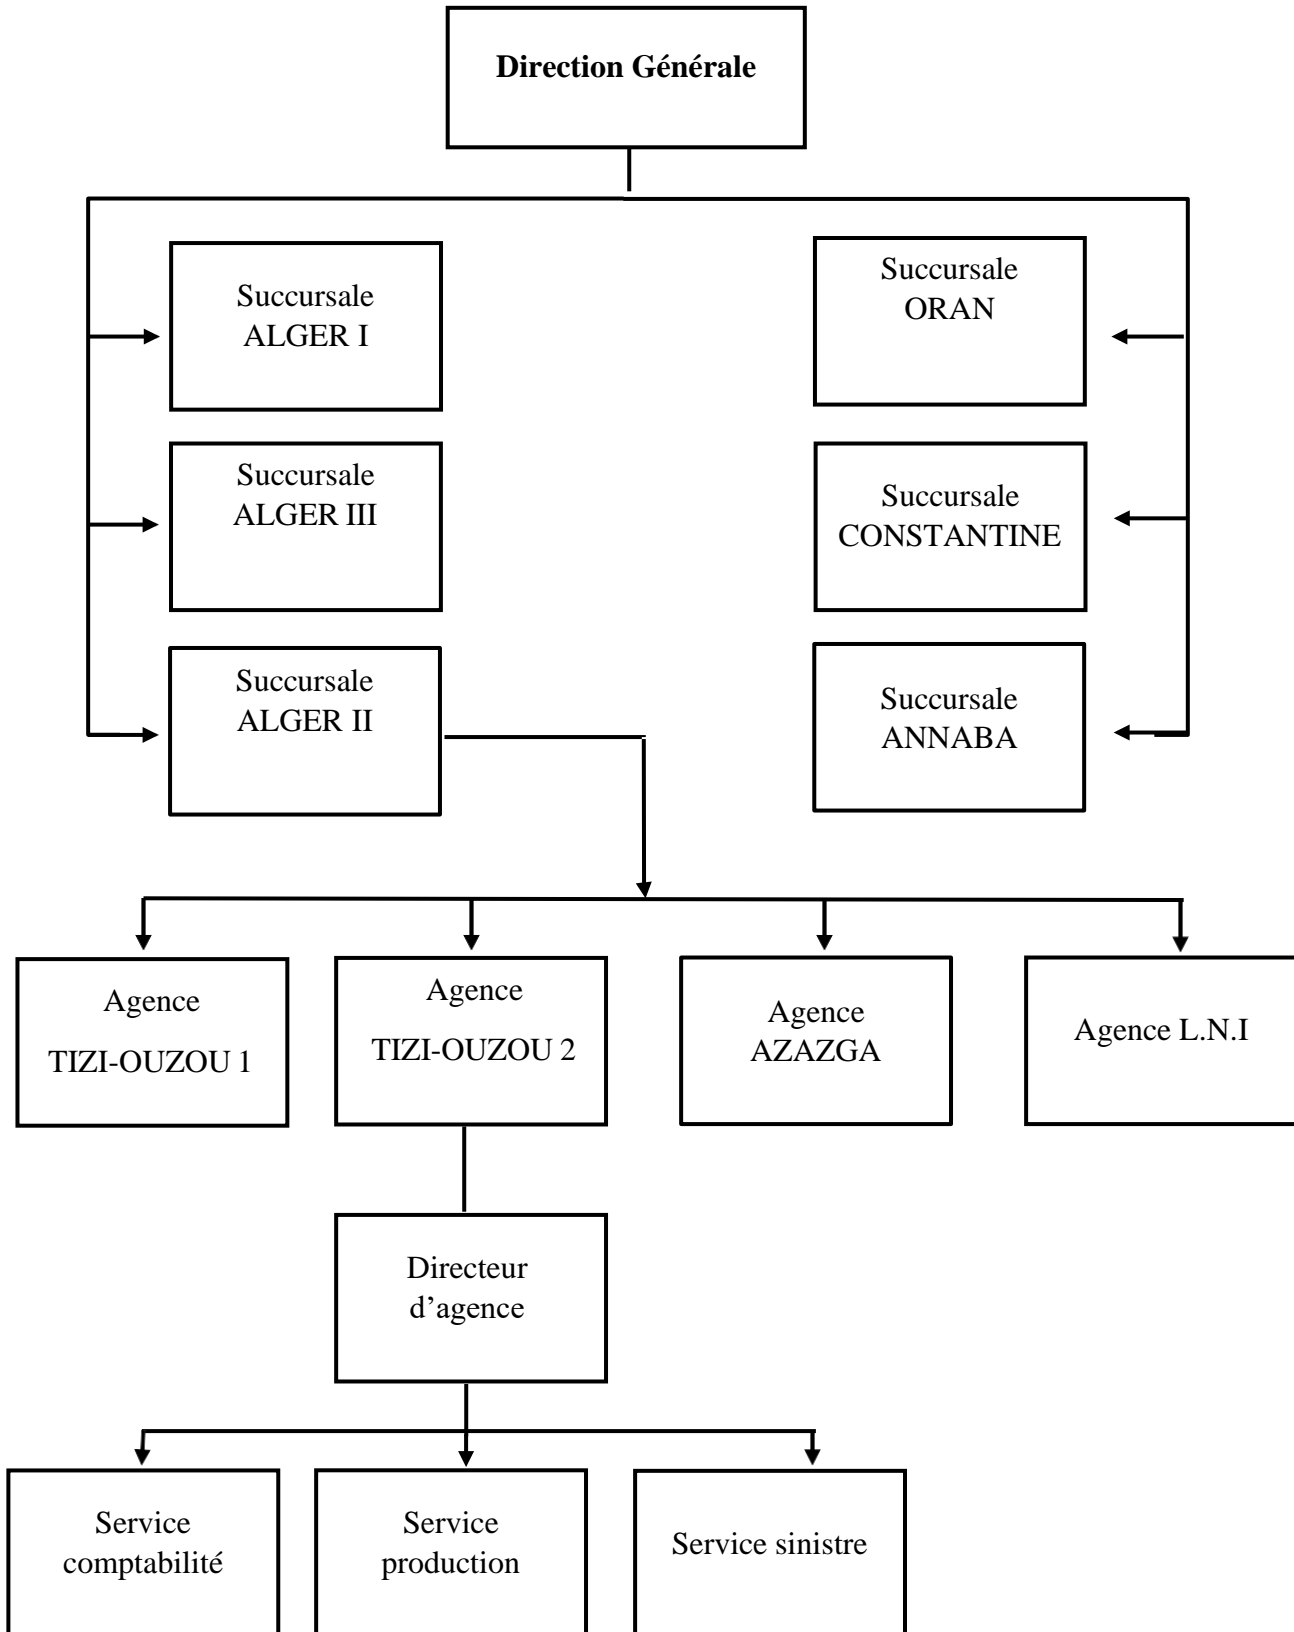 Direction Générale
Succursale
ALGER I
Succursale
ORAN
Succursale
ALGER III
Succursale
CONSTANTINE
Succursale
ALGER II
Succursale
ANNABA
Agence
TIZI-OUZOU 1
Agence
TIZI-OUZOU 2
Agence
AZAZGA
Agence L.N.I
Directeur
d’agence
Service
comptabilité
Service
production
Service sinistre